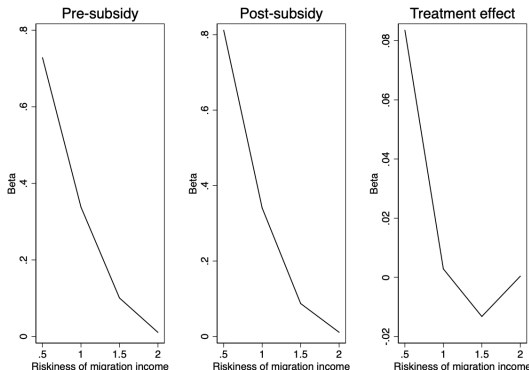 Pre-subsidy
Beta
.8
.6
.4
.2
0
.5 1 1.5 2
Riskiness of migration income
Post-subsidy
Beta
.8
.6
.4
.2
0
.5 1 1.5 2
Riskiness of migration income
Treatment effect
Beta
.08
.06
.04
.02
0
-.02
.5 1 1.5 2
Riskiness of migration income